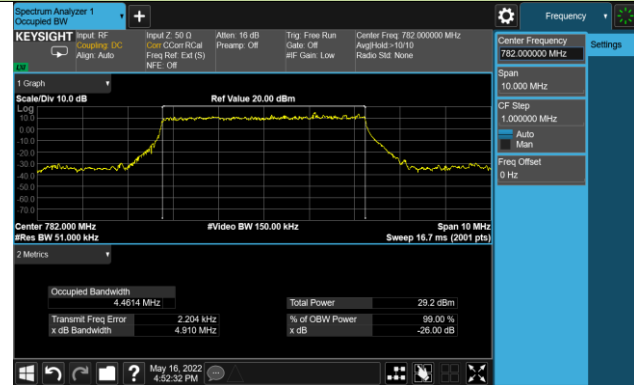 Spectrum Analyzer 1
Occupied BW
+
Frequency
KEYSIGHT
Input: RF
Coupling: DC
Align: Auto
Input Z: 50 Ω
Corr CCorr RCal
Freq Ref: Ext (S)
NFE: Off
Atten: 16 dB
Preamp: Off
Trig: Free Run
Gate: Off
#IF Gain: Low
Center Freq: 782.000000 MHz
Avg|Hold:>10/10
Radio Std: None
LXI
1 Graph
Scale/Div 10.0 dB
Ref Value 20.00 dBm
Log
10.0
0.00
-10.0
-20.0
-30.0
-40.0
-50.0
-60.0
-70.0
Center 782.000 MHz
#Video BW 150.00 kHz
Span 10 MHz
#Res BW 51.000 kHz
Sweep 16.7 ms (2001 pts)
2 Metrics
Occupied Bandwidth
4.4614 MHz
Total Power 29.2 dBm
Transmit Freq Error 2.204 kHz
% of OBW Power 99.00 %
x dB Bandwidth 4.910 MHz
x dB -26.00 dB
?
May 16, 2022
4:52:32 PM
Center Frequency
782.000000 MHz
Settings
Span
10.000 MHz
CF Step
1.000000 MHz
Auto
Man
Freq Offset
0 Hz